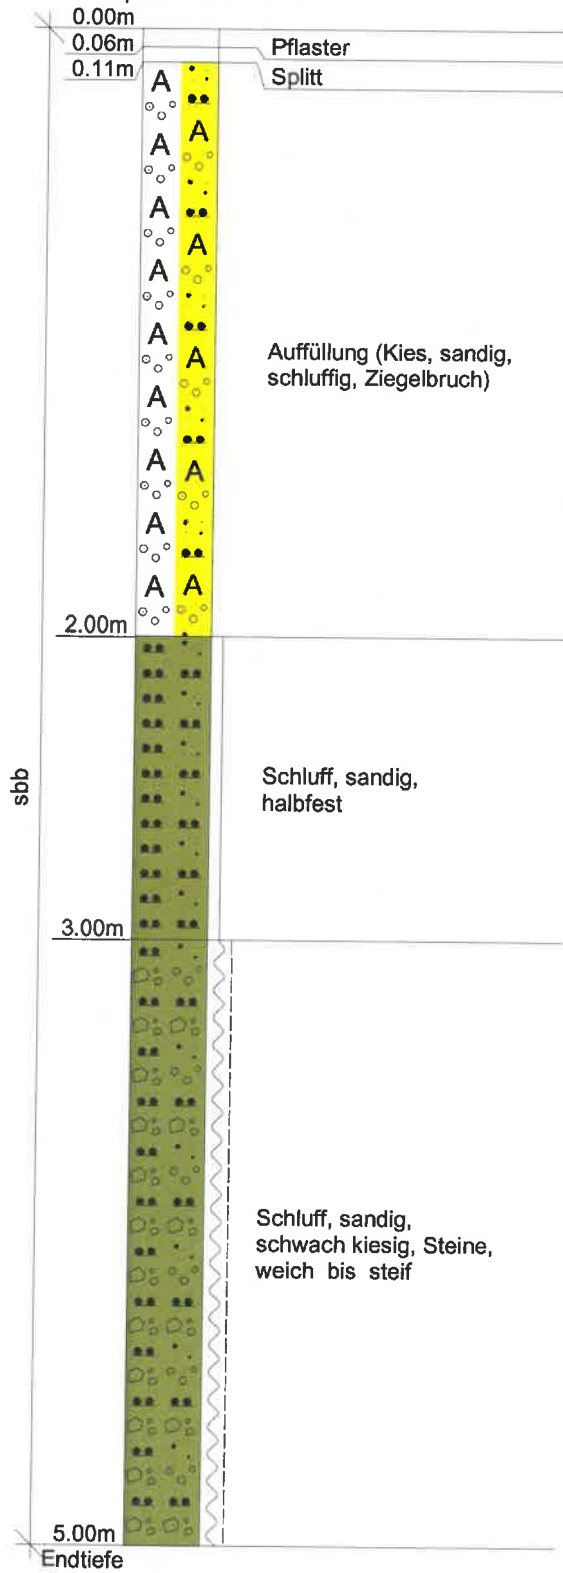 0.00m
0.06m
Pflaster
0.11m
Splitt
A
A
A
A
A
A
A
A
A
A
A
A
A
A
Auffüllung (Kies, sandig,
schluffig, Ziegelbruch)
2.00m
sbb
Schluff, sandig,
halbfest
3.00m
Schluff, sandig,
schwach kiesig, Steine,
weich bis steif
5.00m
Endtiefe